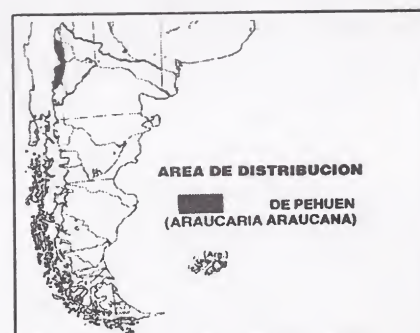 AREA DE DISTRIBUCION
DE PEHUEN
(ARAUCARIA ARAUCANA)
(Arg.)